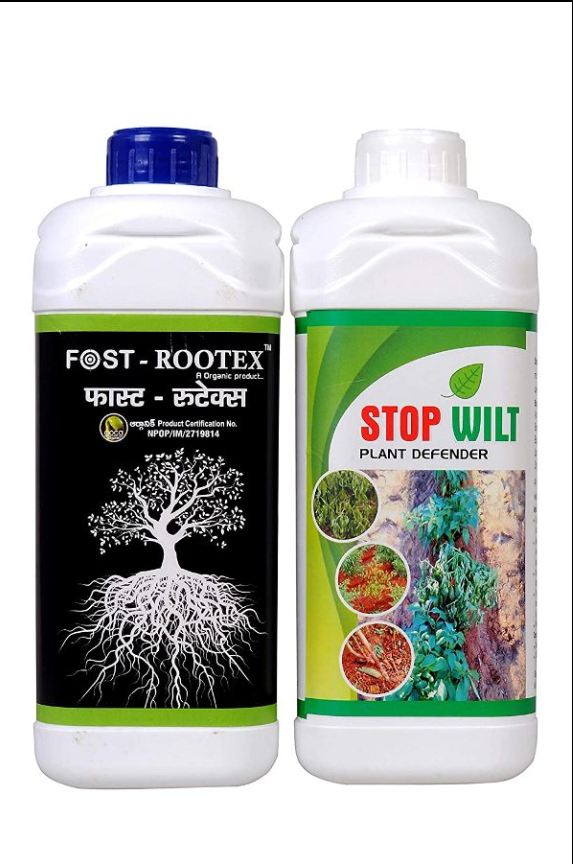 FOST - ROOTEX™
A Organic product...
फास्ट - रुटेक्स
Product Certification No.
NPOP/IM/2719814
STOP WILT
PLANT DEFENDER